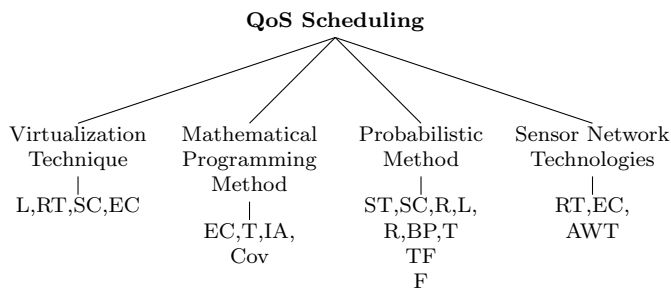 QoS Scheduling
Virtualization
Technique
L,RT,SC,EC
Mathematical
Programming
Method
EC,T,IA,
Cov
Probabilistic
Method
ST,SC,R,L,
R,BP,T
TF
F
Sensor Network
Technologies
RT,EC,
AWT